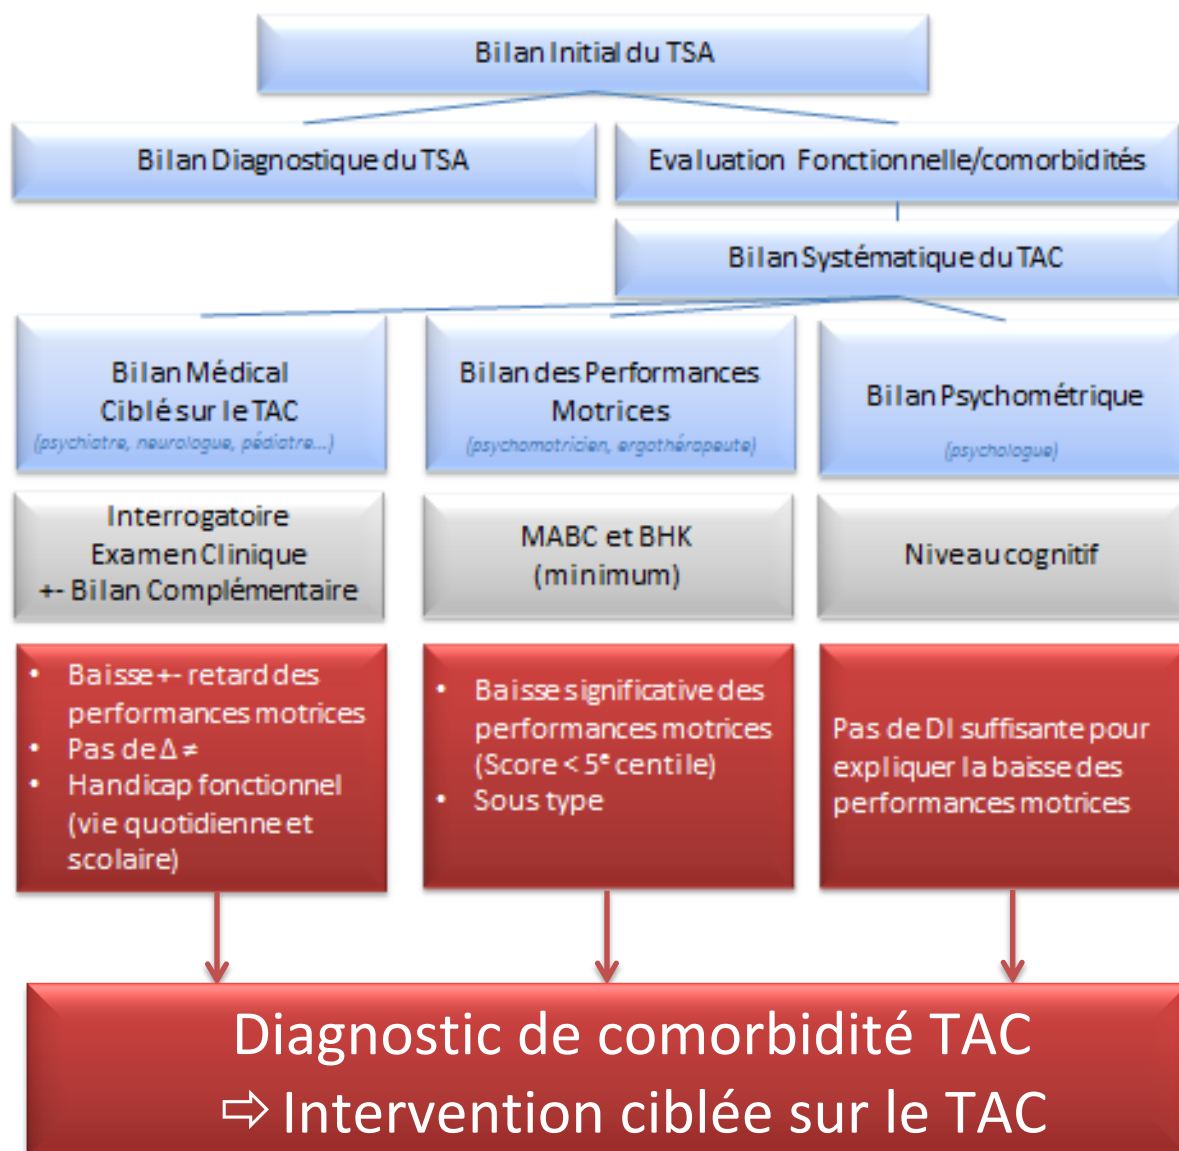 Bilan Initial du TSA
Bilan Diagnostique du TSA
Evaluation Fonctionnelle/comorbidités
Bilan Systématique du TAC
Bilan Médical
Ciblé sur le TAC
(psychiatre, neurologue, pédiatre...)
Bilan des Performances
Motrices
(psychomotricien, ergothérapeute)
Bilan Psychométrique
(psychologue)
Interrogatoire
Examen Clinique
+- Bilan Complémentaire
MABC et BHK
(minimum)
Niveau cognitif
• Baisse +- retard des
performances motrices
• Pas de Δ ≠
• Handicap fonctionnel
(vie quotidienne et
scolaire)
• Baisse significative des
performances motrices
(Score < 5e centile)
• Sous type
Pas de DI suffisante pour
expliquer la baisse des
performances motrices
Diagnostic de comorbidité TAC
⇨ Intervention ciblée sur le TAC